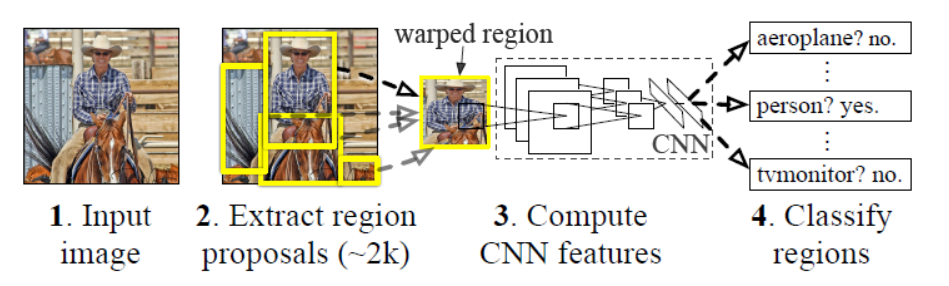 warped region
aeroplane? no.
⋮
person? yes.
CNN
⋮
tvmonitor? no.
1. Input
image
2. Extract region
proposals (~2k)
3. Compute
CNN features
4. Classify
regions